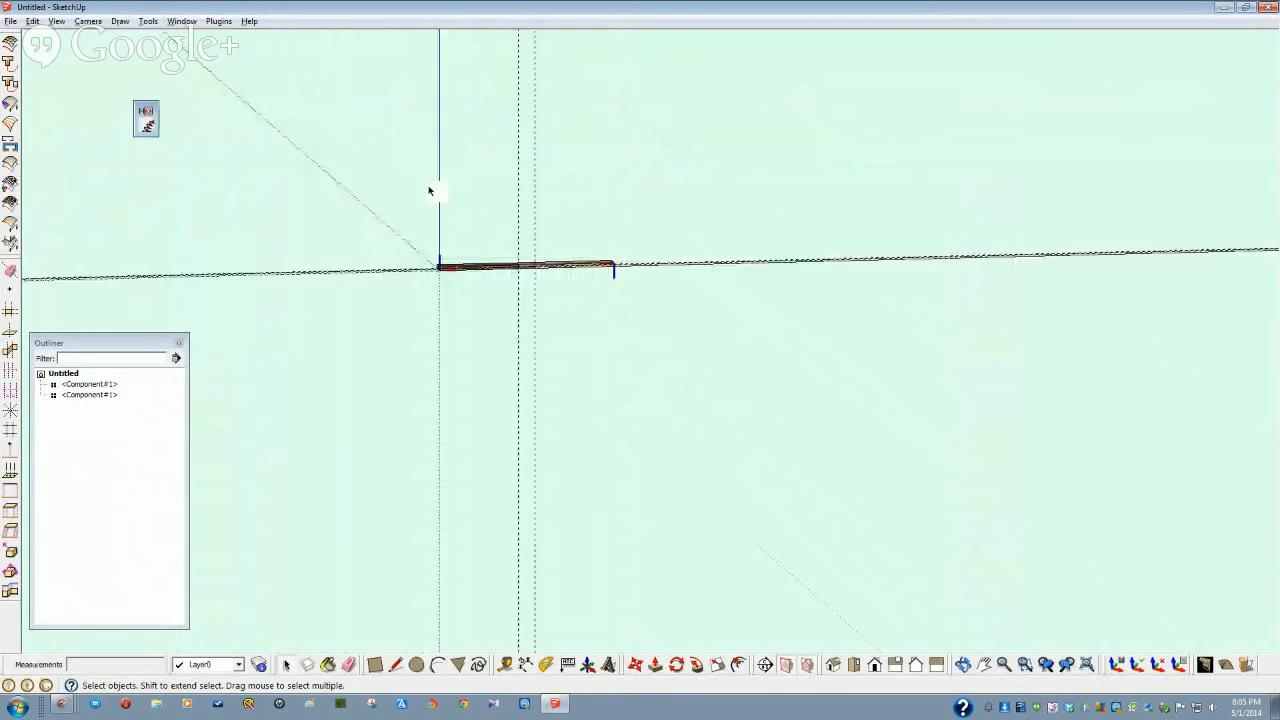 Untitled - SketchUp
File Edit View Camera Draw Tools Window Plugins Help
Google+
Outliner
Filter:
Untitled
<Component#1>
<Component#1>
Measurements
Layer0
Select objects. Shift to extend select. Drag mouse to select multiple.
8:05 PM
5/1/2014